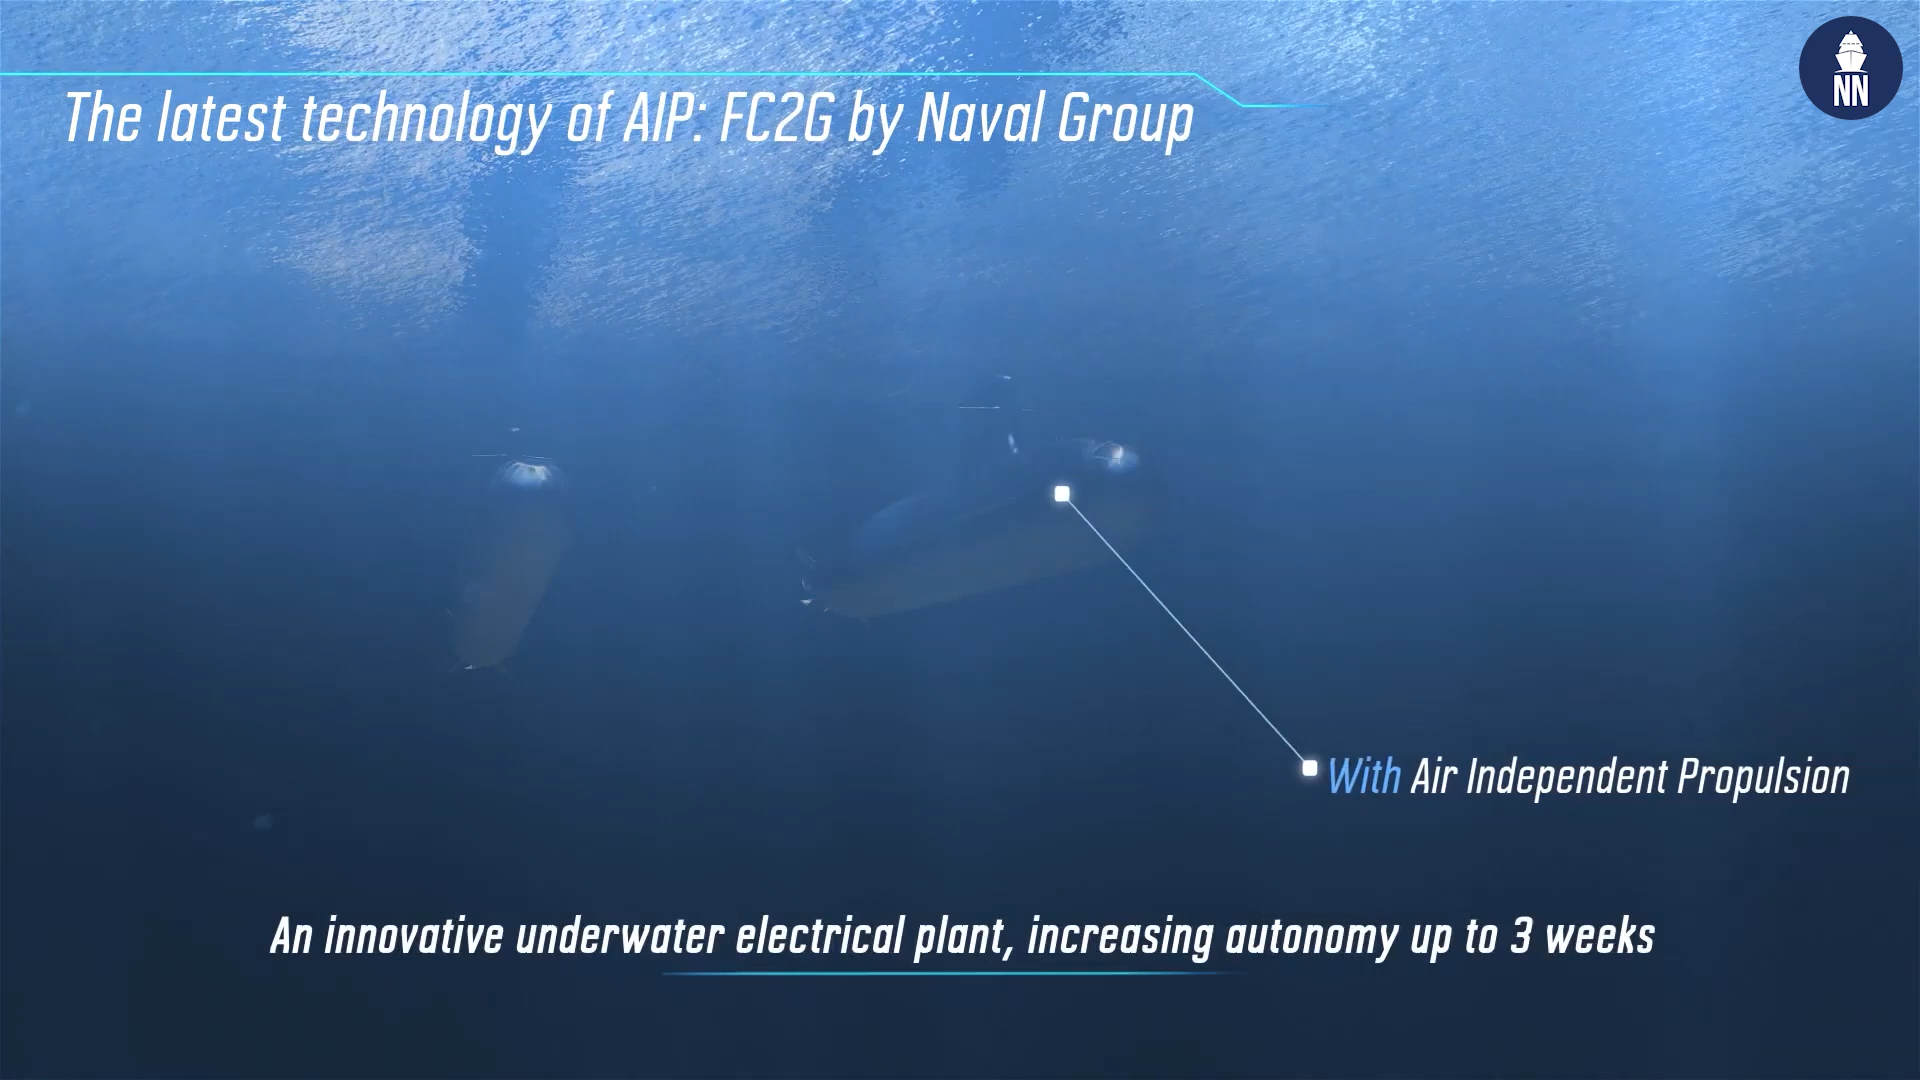 The latest technology of AIP: FC2G by Naval Group
NN
With Air Independent Propulsion
An innovative underwater electrical plant, increasing autonomy up to 3 weeks